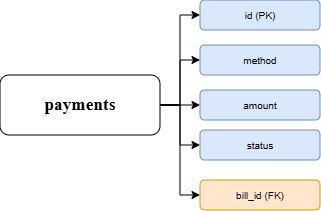 payments
id (PK)
method
amount
status
bill_id (FK)